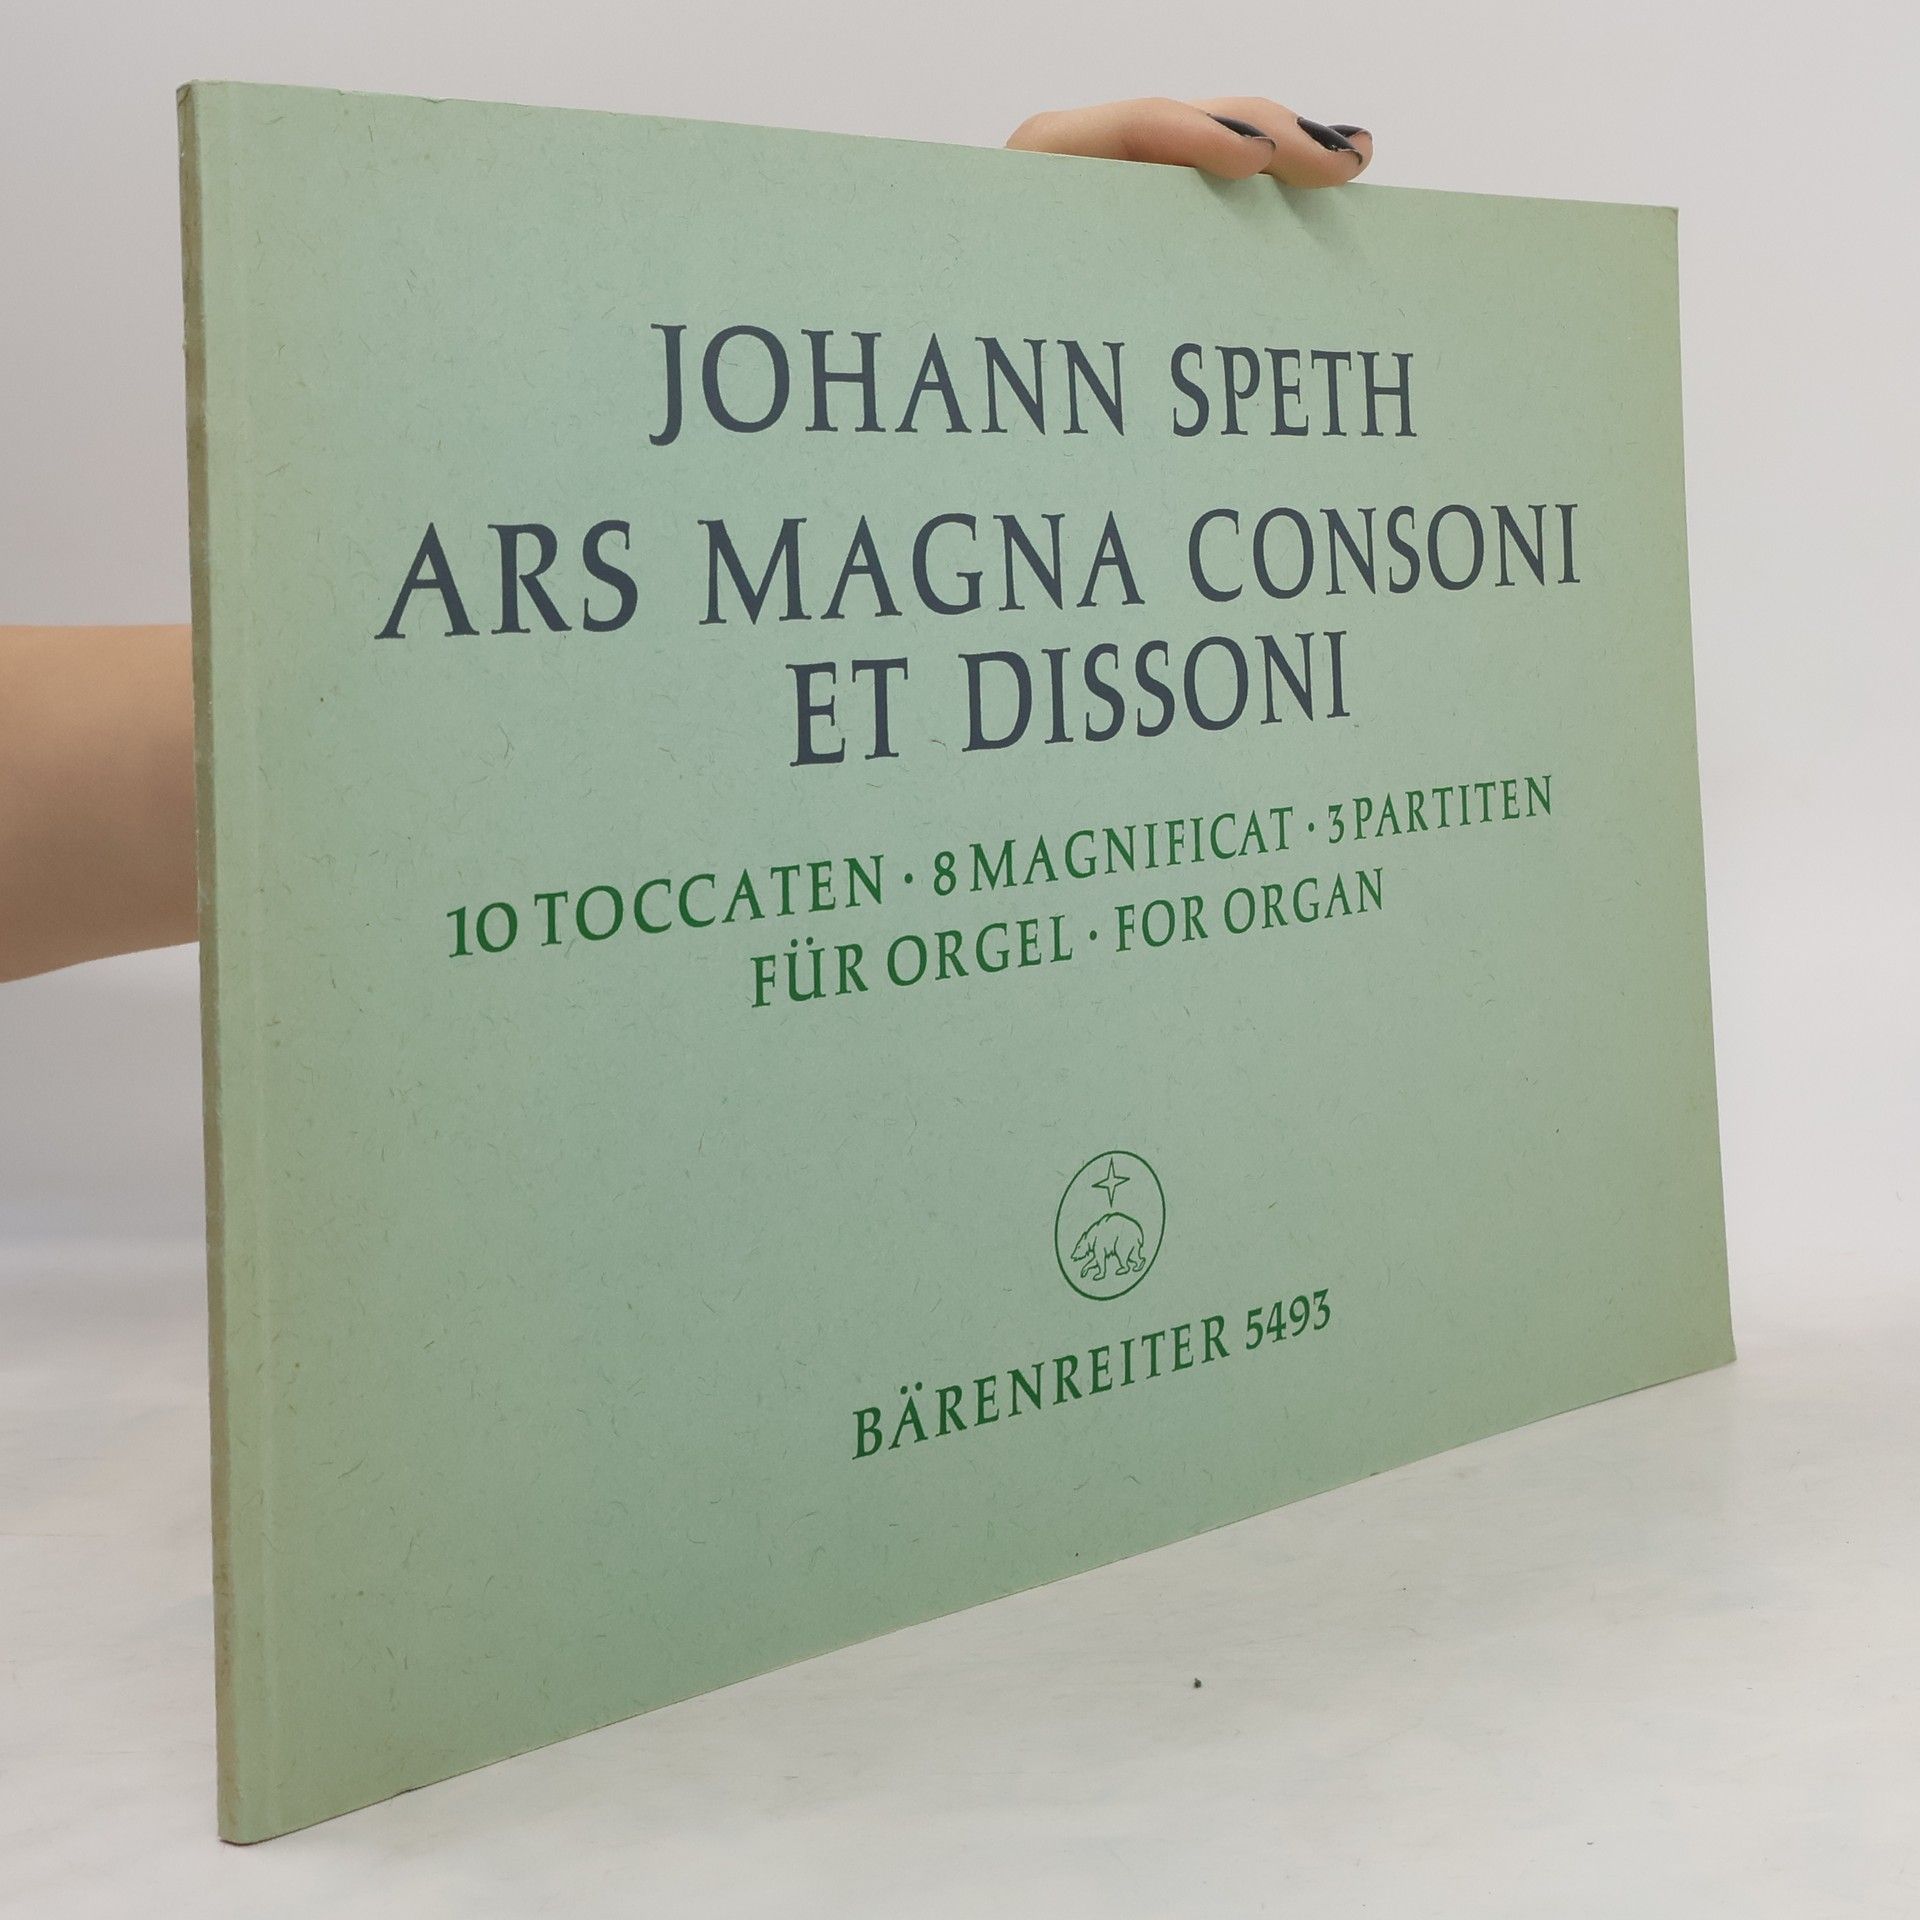 JOHANN SPETH
ARS MAGNA CONSONI
ET DISSONI
10 TOCCATEN · 8 MAGNIFICAT · 3 PARTITEN
FÜR ORGEL · FOR ORGAN
BÄRENREITER 5493